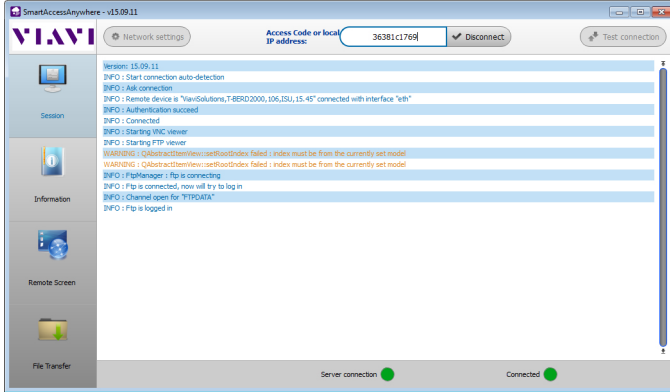 SmartAccessAnywhere - v15.09.11
VIAVI
Network settings
Access Code or local
IP address:
36381c1769
Disconnect
Test connection
Session
Information
Remote Screen
File Transfer
Version: 15.09.11
INFO : Start connection auto-detection
INFO : Ask connection
INFO : Remote device is "ViaviSolutions,T-BERD2000,106,ISU,15.45" connected with interface "eth"
INFO : Authentication succeed
INFO : Connected
INFO : Starting VNC viewer
INFO : Starting FTP viewer
WARNING : QAbstractItemView::setRootIndex failed : index must be from the currently set model
WARNING : QAbstractItemView::setRootIndex failed : index must be from the currently set model
INFO : FtpManager : ftp is connecting
INFO : Ftp is connected, now will try to log in
INFO : Channel open for "FTPDATA"
INFO : Ftp is logged in
Server connection
Connected